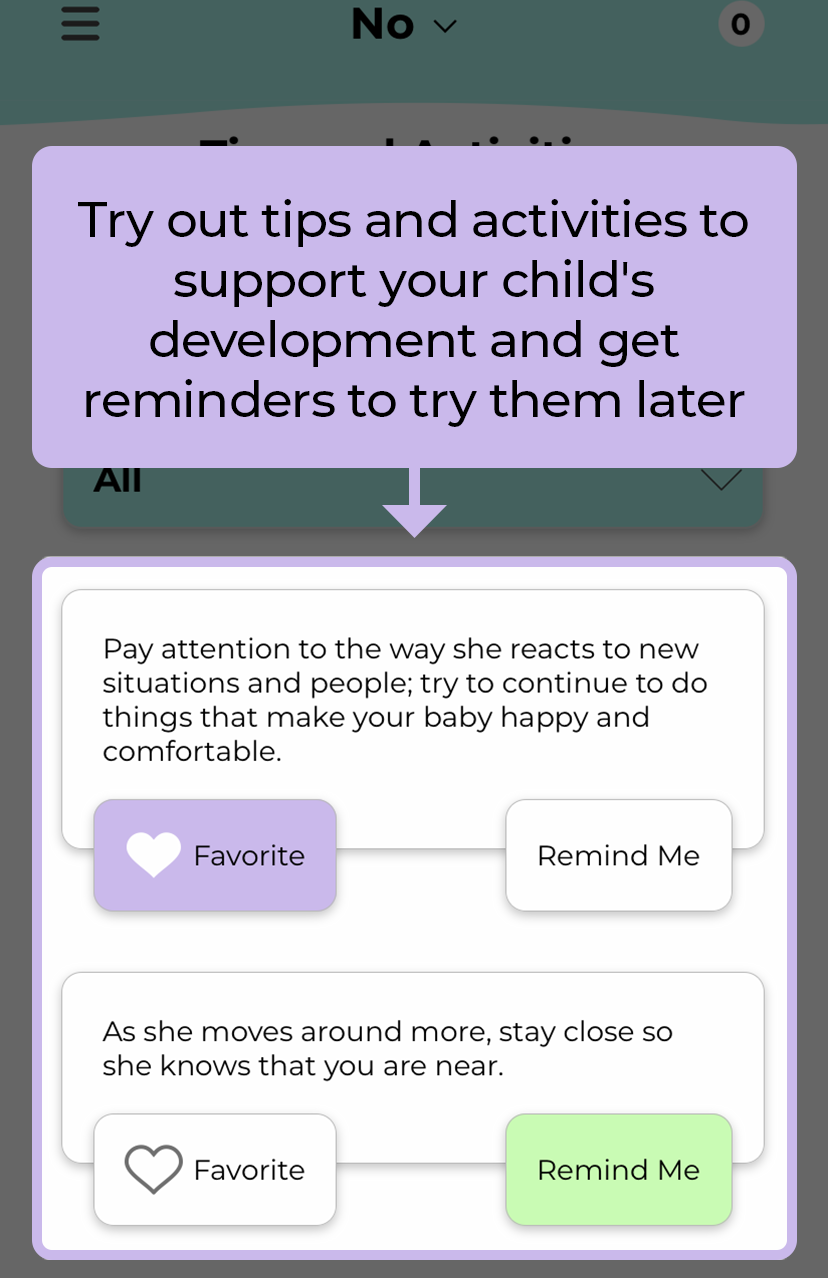 No
0
Try out tips and activities to
support your child's
development and get
reminders to try them later
All
Pay attention to the way she reacts to new
situations and people; try to continue to do
things that make your baby happy and
comfortable.
Favorite
Remind Me
As she moves around more, stay close so
she knows that you are near.
Favorite
Remind Me